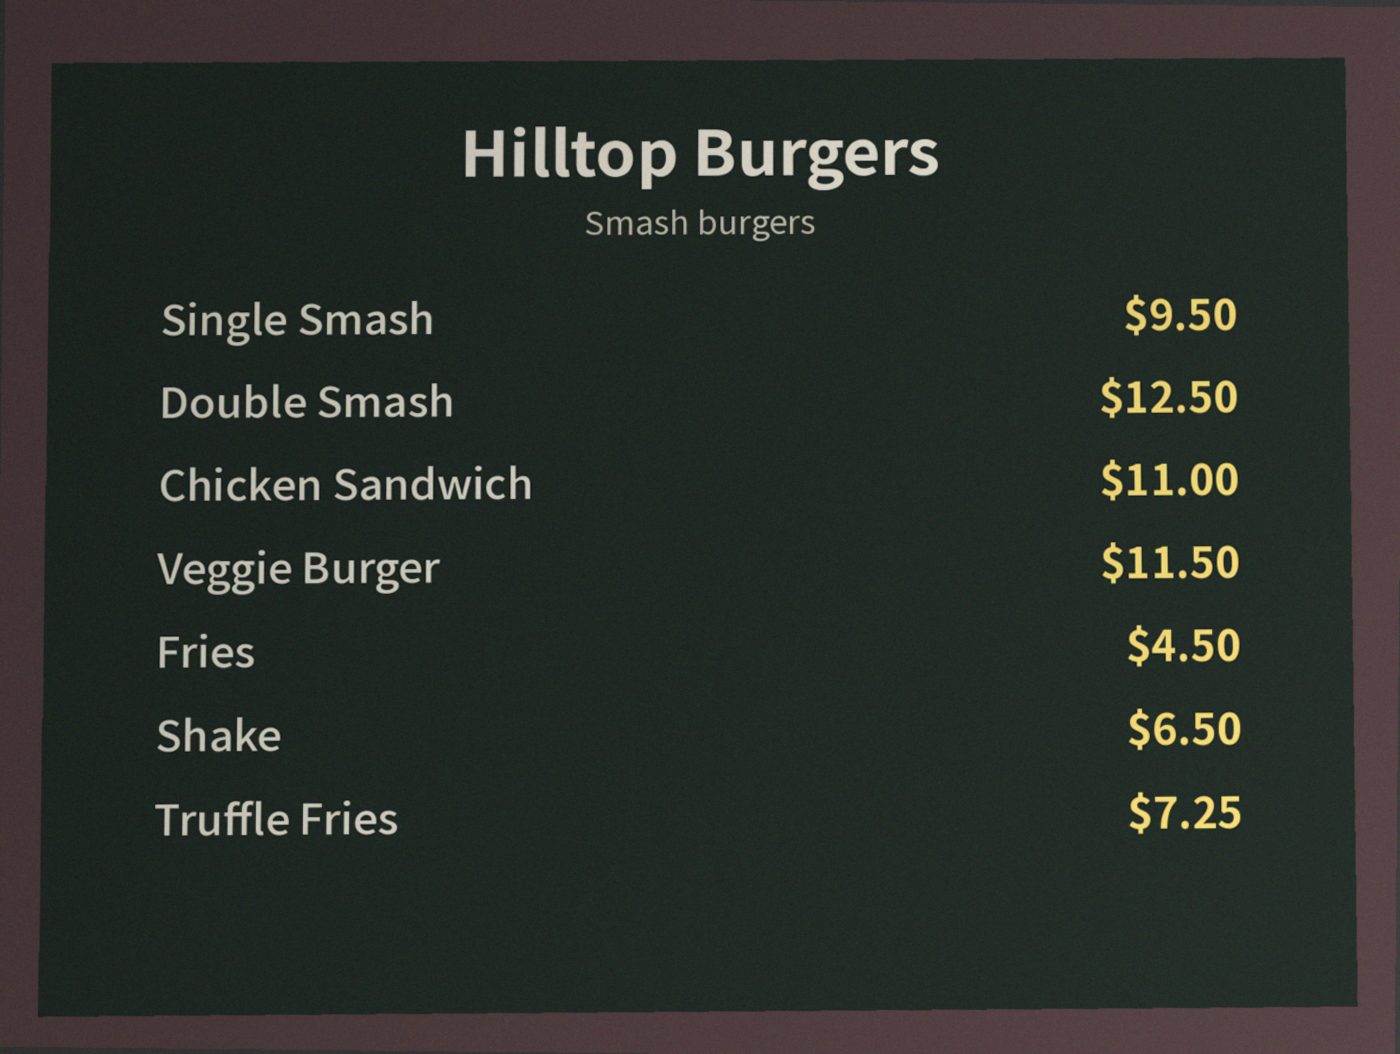 Hilltop Burgers
Smash burgers
Single Smash $9.50
Double Smash $12.50
Chicken Sandwich $11.00
Veggie Burger $11.50
Fries $4.50
Shake $6.50
Truffle Fries $7.25